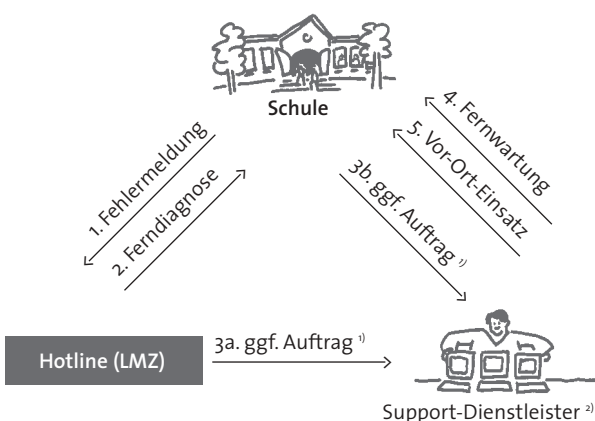 Schule
1. Fehlermeldung
2. Ferndiagnose
3b. ggf. Auftrag ¹⁾
4. Fernwartung
5. Vor-Ort-Einsatz
Hotline (LMZ)
3a. ggf. Auftrag ¹⁾
Support-Dienstleister ²⁾